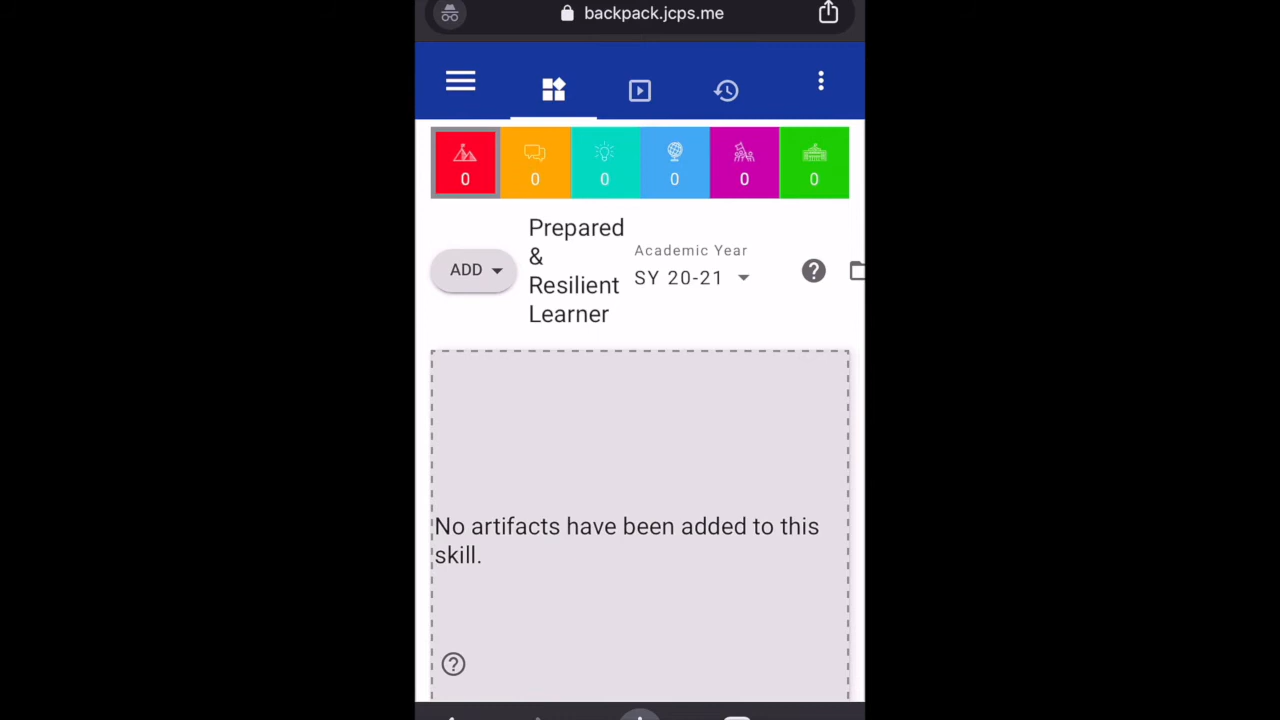 backpack.jcps.me
0 0 0 0 0 0
ADD
Prepared
&
Resilient
Learner
Academic Year
SY 20-21
?
No artifacts have been added to this
skill.
?